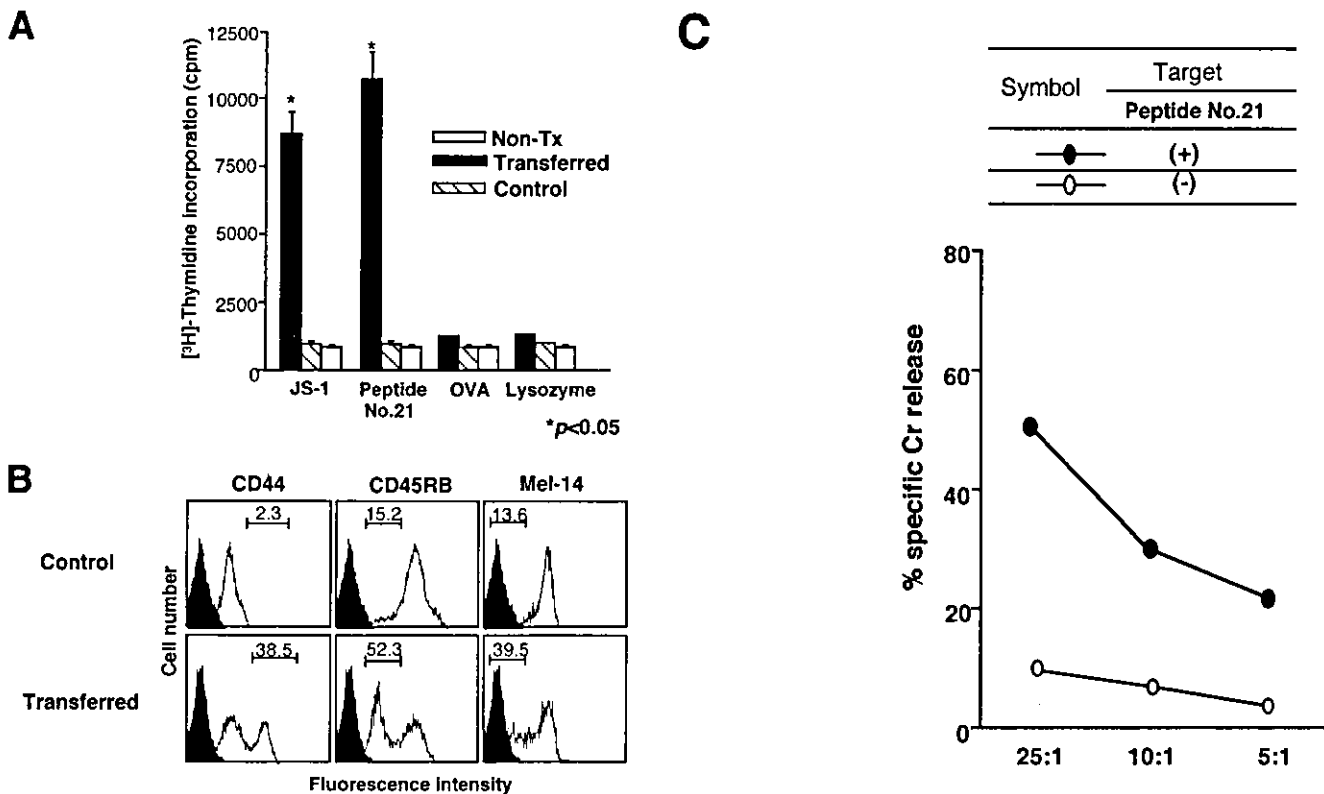 A
12500
10000
7500
5000
2500
0
[³H]-Thymidine incorporation (cpm)
*
*
Non-Tx
Transferred
Control
JS-1
Peptide No.21
OVA
Lysozyme
*p<0.05
B
CD44
CD45RB
Mel-14
Control
2.3
15.2
13.6
Cell number
Transferred
38.5
52.3
39.5
Fluorescence Intensity
C
Symbol
Target
Peptide No.21
(+)
(-)
80
60
40
20
0
% specific Cr release
25:1
10:1
5:1